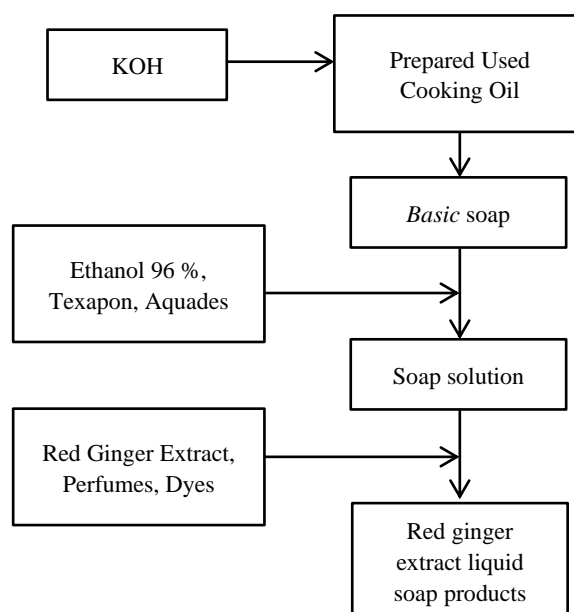 KOH
Prepared Used
Cooking Oil
Basic soap
Ethanol 96 %,
Texapon, Aquades
Soap solution
Red Ginger Extract,
Perfumes, Dyes
Red ginger
extract liquid
soap products